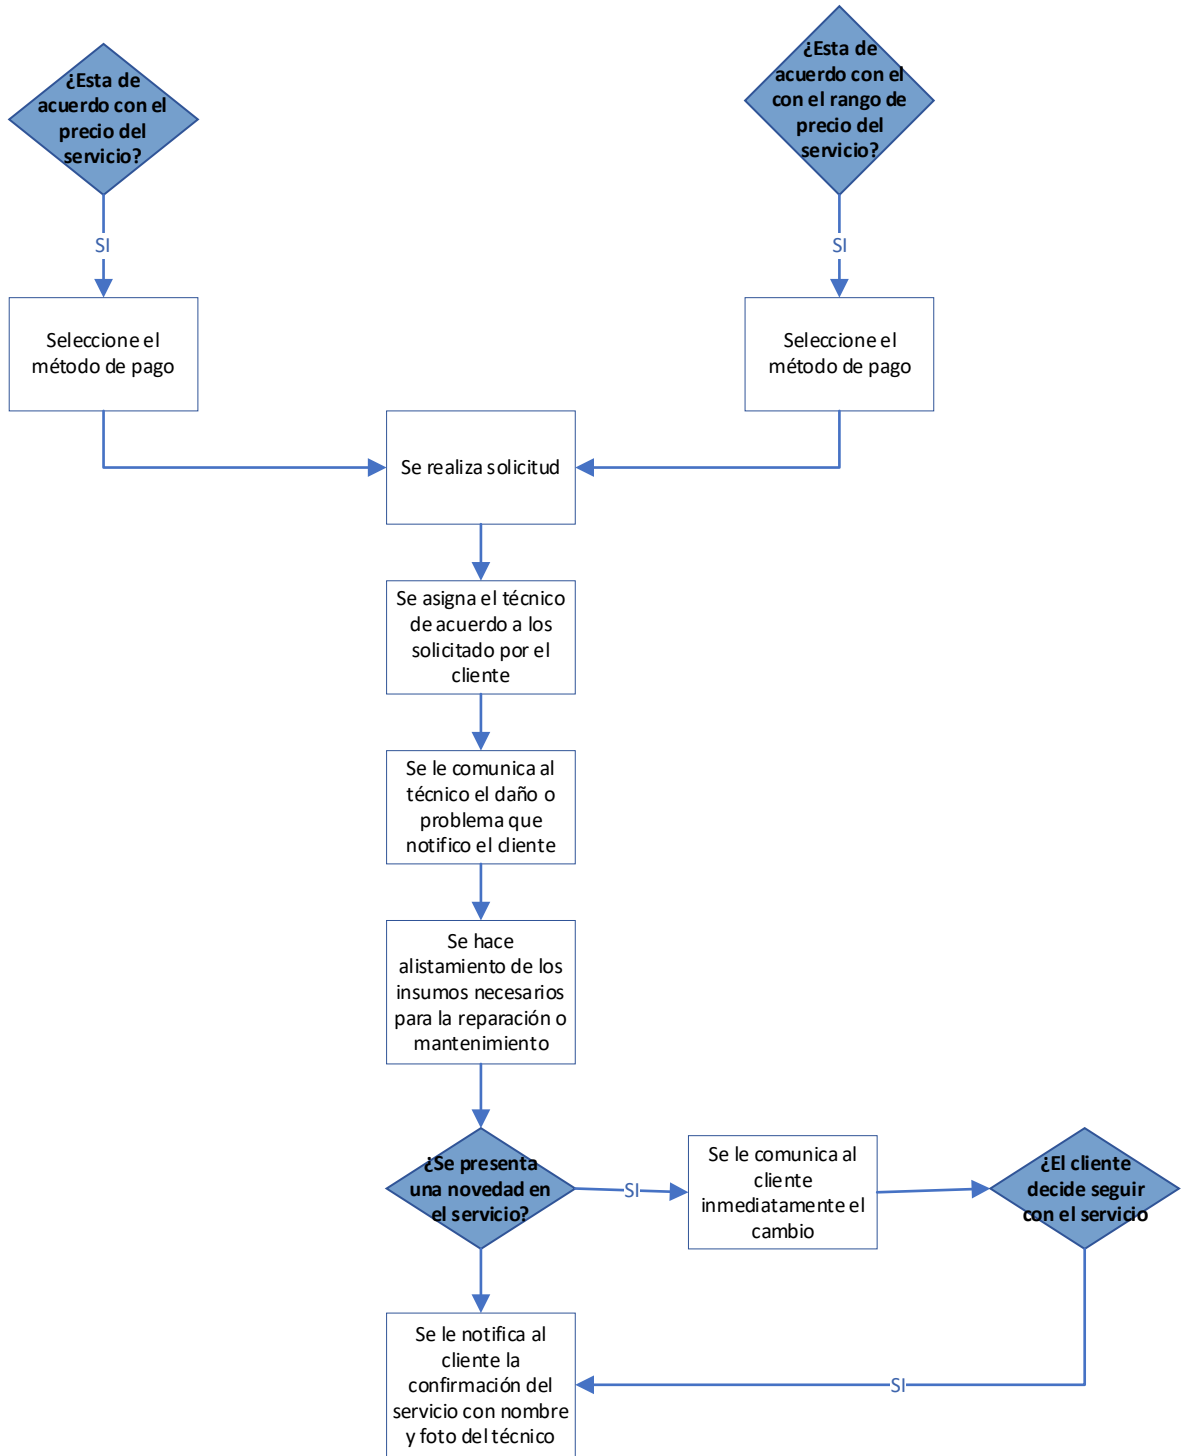 ¿Esta de
acuerdo con el
precio del
servicio?
¿Esta de
acuerdo con el
con el rango de
precio del
servicio?
SI
SI
Seleccione el
método de pago
Seleccione el
método de pago
Se realiza solicitud
Se asigna el técnico
de acuerdo a los
solicitado por el
cliente
Se le comunica al
técnico el daño o
problema que
notifico el cliente
Se hace
alistamiento de los
insumos necesarios
para la reparación o
mantenimiento
¿Se presenta
una novedad en
el servicio?
SI
Se le comunica al
cliente
inmediatamente el
cambio
¿El cliente
decide seguir
con el servicio
Se le notifica al
cliente la
confirmación del
servicio con nombre
y foto del técnico
SI